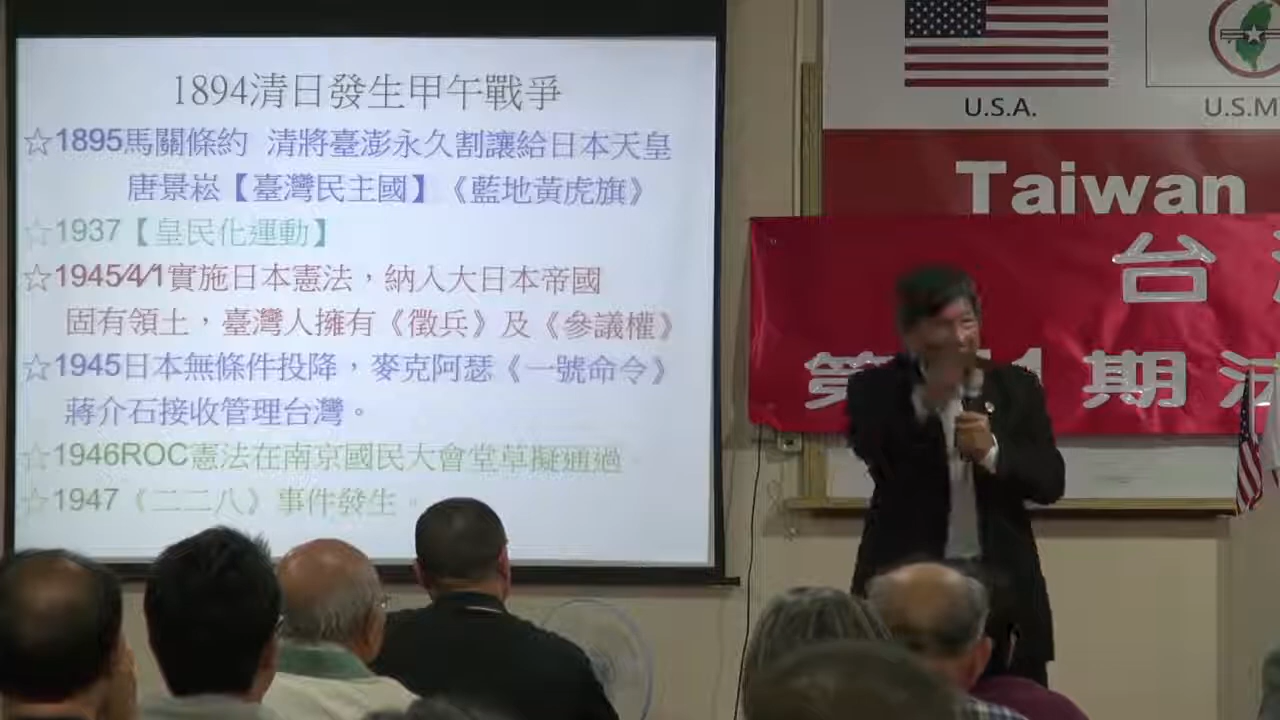 1894清日發生甲午戰爭
☆1895馬關條約 清將臺澎永久割讓給日本天皇
唐景崧【臺灣民主國】《藍地黃虎旗》
☆1937【皇民化運動】
☆1945/4/1實施日本憲法，納入大日本帝國
固有領土，臺灣人擁有《徵兵》及《參議權》
☆1945日本無條件投降，麥克阿瑟《一號命令》
蔣介石接收管理台灣。
☆1946ROC憲法在南京國民大會堂草擬通過
☆1947《二二八》事件發生。
U.S.A.
U.S.M
Taiwan
台
第
1期